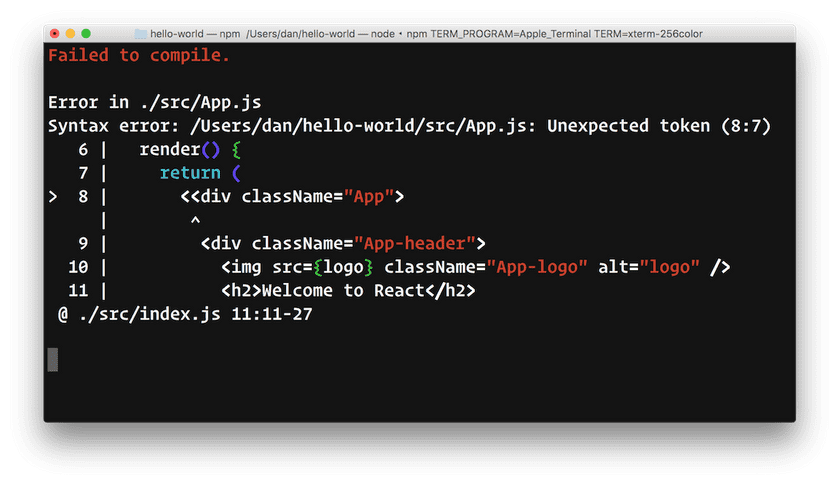 hello-world — npm  /Users/dan/hello-world — node • npm TERM_PROGRAM=Apple_Terminal TERM=xterm-256color
Failed to compile.
Error in ./src/App.js
Syntax error: /Users/dan/hello-world/src/App.js: Unexpected token (8:7)
   6 |   render() {
   7 |     return (
>  8 |       <<div className="App">
     |        ^
   9 |         <div className="App-header">
  10 |           <img src={logo} className="App-logo" alt="logo" />
  11 |           <h2>Welcome to React</h2>
 @ ./src/index.js 11:11-27